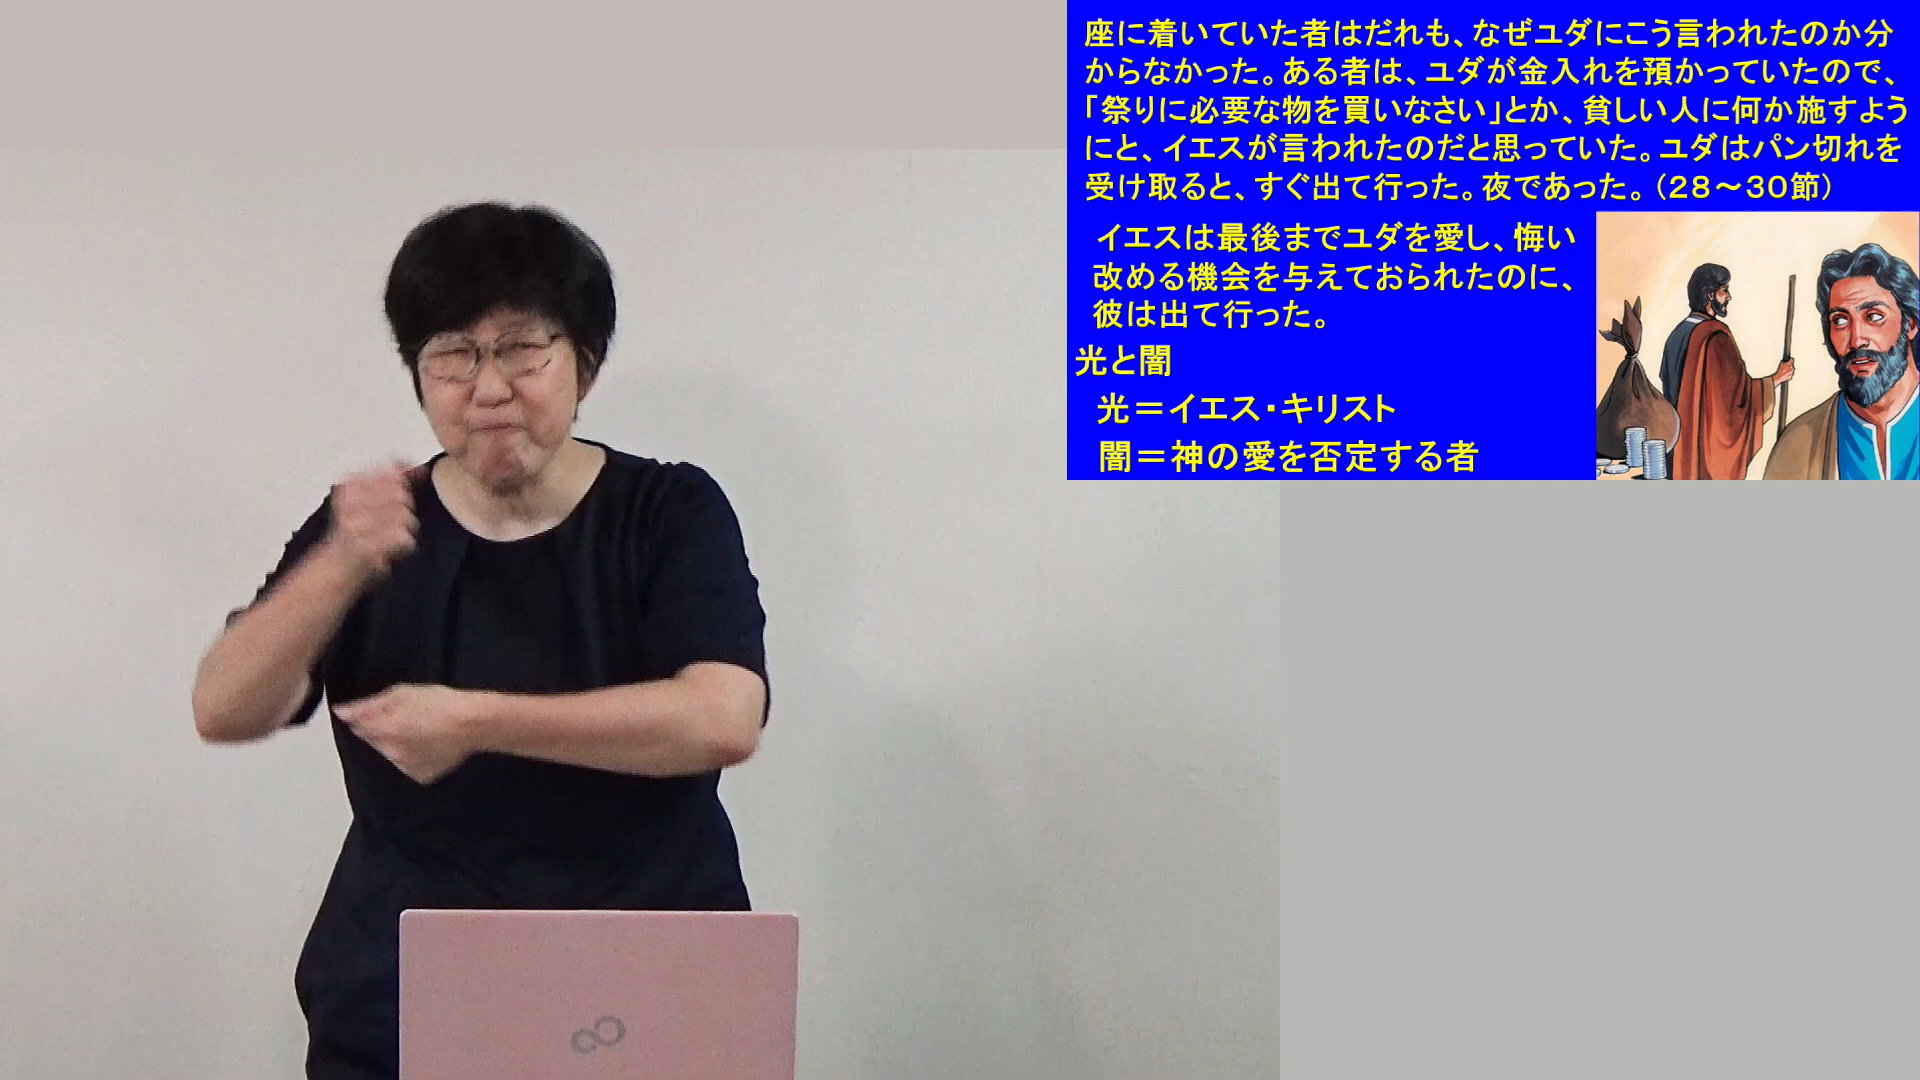 座に着いていた者はだれも、なぜユダにこう言われたのか分
からなかった。ある者は、ユダが金入れを預かっていたので、
「祭りに必要な物を買いなさい」とか、貧しい人に何か施すよう
にと、イエスが言われたのだと思っていた。ユダはパン切れを
受け取ると、すぐ出て行った。夜であった。(28～30節)
イエスは最後までユダを愛し、悔い
改める機会を与えておられたのに、
彼は出て行った。
光と闇
光＝イエス・キリスト
闇＝神の愛を否定する者